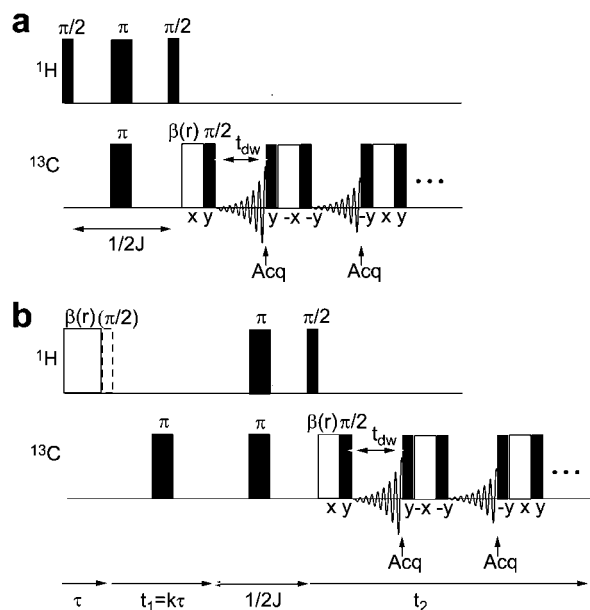 a
π/2 π π/2
¹H
π β(r) π/2 t_dw
¹³C
x y y -x -y -y x y
1/2J
Acq Acq
b
β(r) (π/2) π π/2
¹H
π π β(r) π/2 t_dw
¹³C
x y y -x -y -y x y
Acq Acq
τ t₁=kτ 1/2J t₂